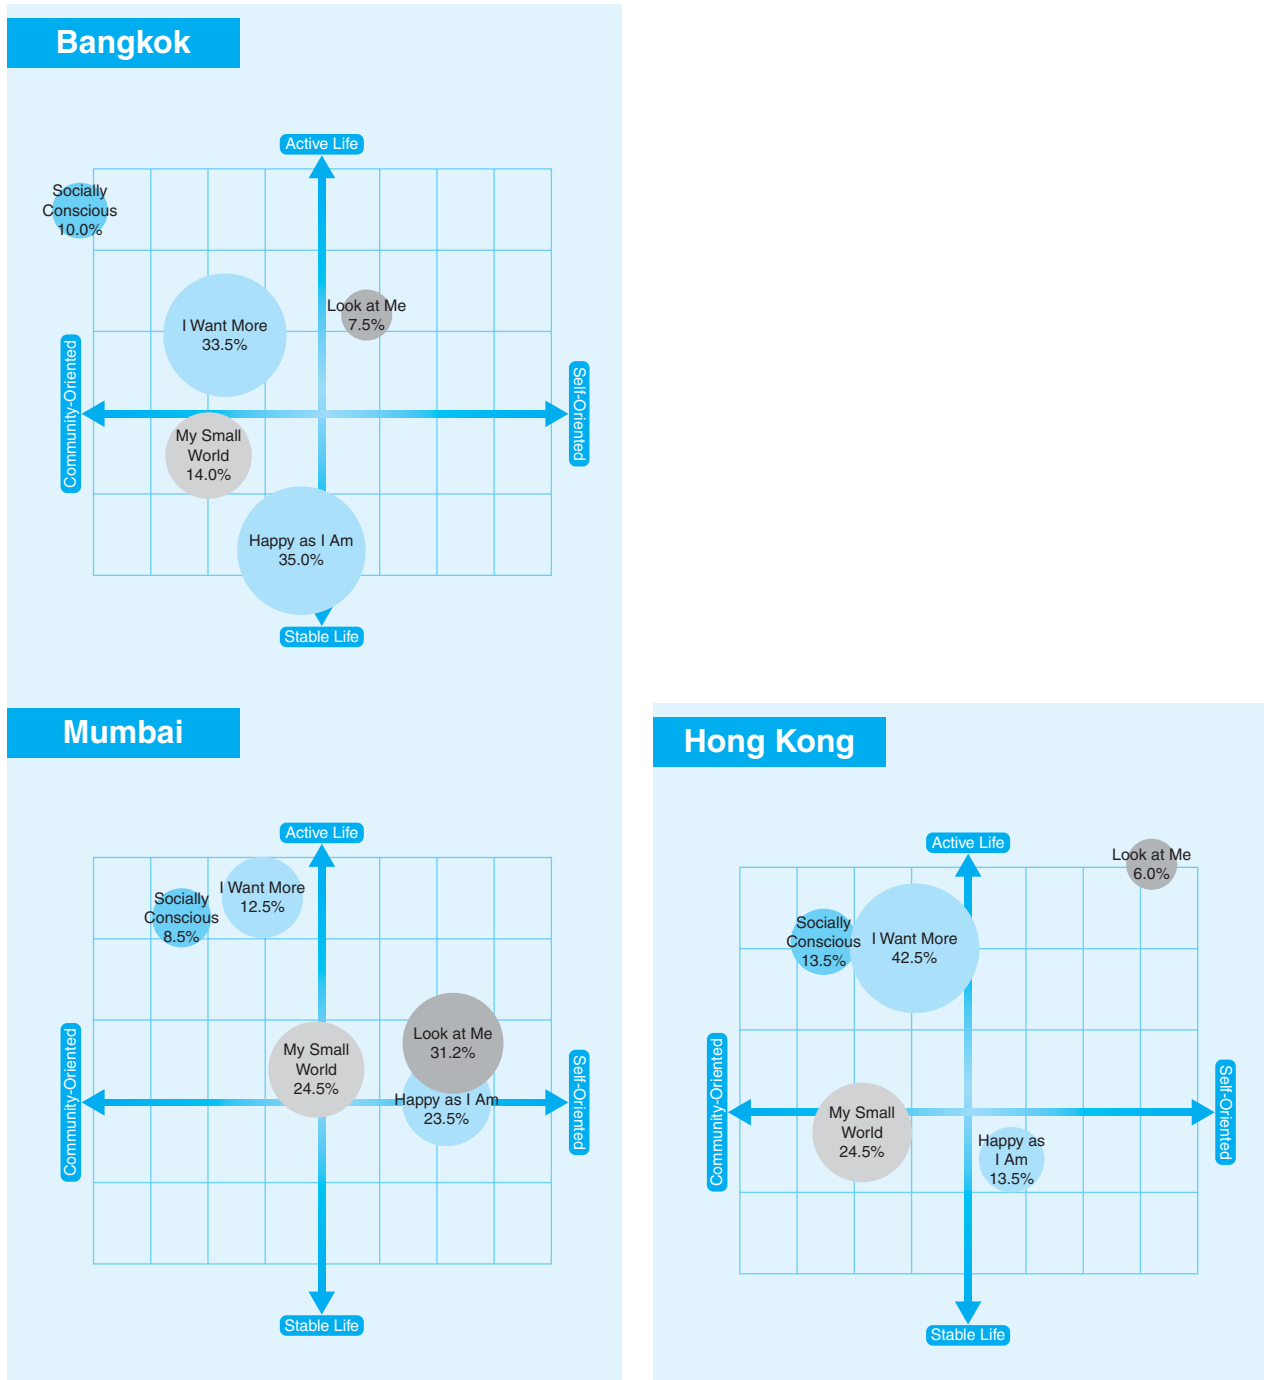 Bangkok
Active Life
Socially
Conscious
10.0%
Look at Me
7.5%
I Want More
33.5%
Community-Oriented
Self-Oriented
My Small
World
14.0%
Happy as I Am
35.0%
Stable Life
Mumbai
Active Life
I Want More
12.5%
Socially
Conscious
8.5%
Look at Me
31.2%
My Small
World
24.5%
Happy as I Am
23.5%
Community-Oriented
Self-Oriented
Stable Life
Hong Kong
Active Life
Look at Me
6.0%
Socially
Conscious
13.5%
I Want More
42.5%
Community-Oriented
Self-Oriented
My Small
World
24.5%
Happy as
I Am
13.5%
Stable Life